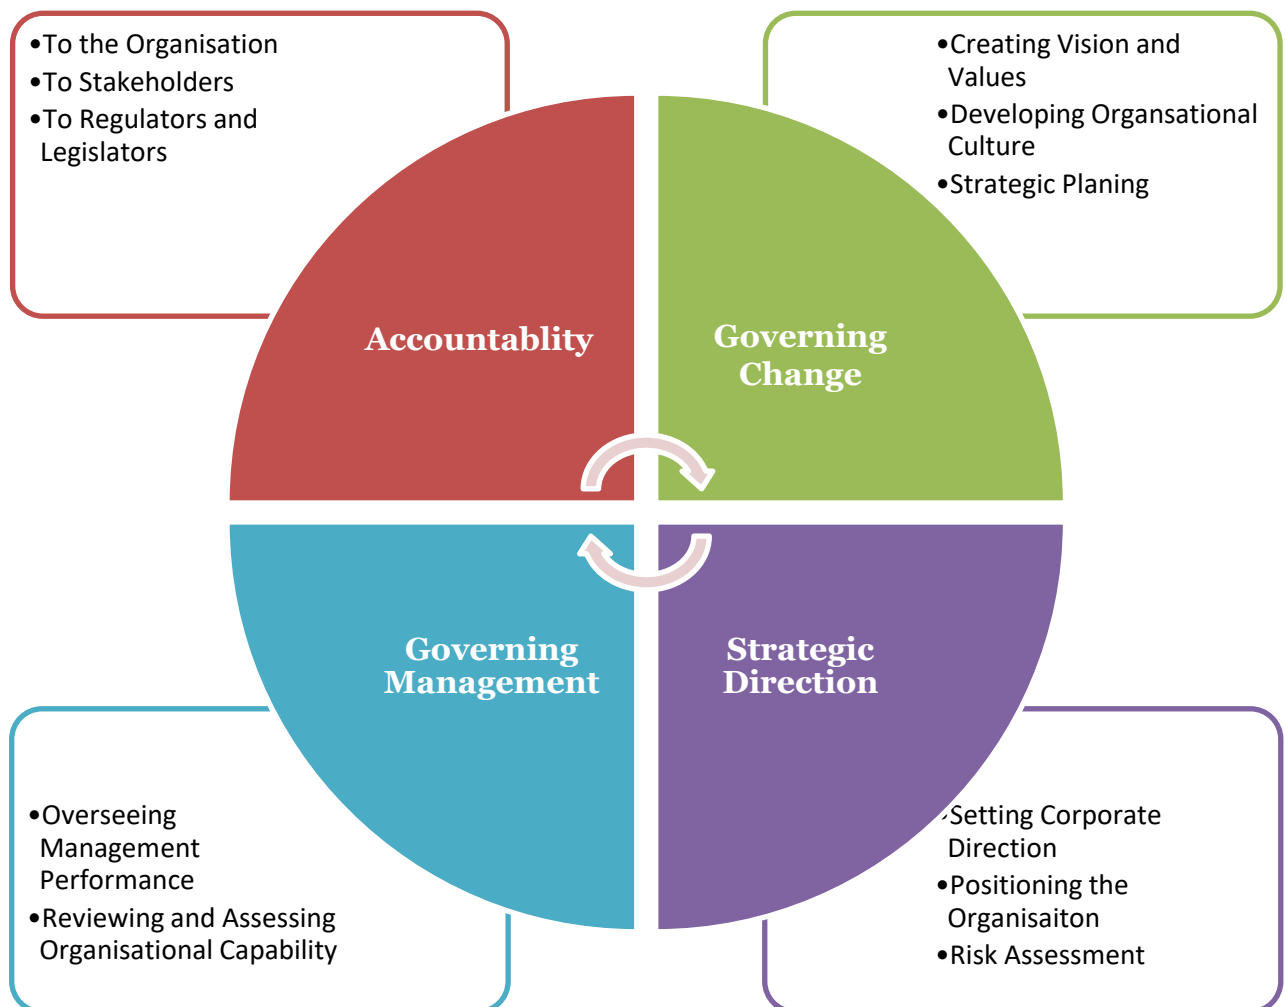 •To the Organisation
•To Stakeholders
•To Regulators and
Legislators
•Creating Vision and
Values
•Developing Organsational
Culture
•Strategic Planing
Accountablity
Governing
Change
Governing
Management
Strategic
Direction
•Overseeing
Management
Performance
•Reviewing and Assessing
Organisational Capability
•Setting Corporate
Direction
•Positioning the
Organisaiton
•Risk Assessment